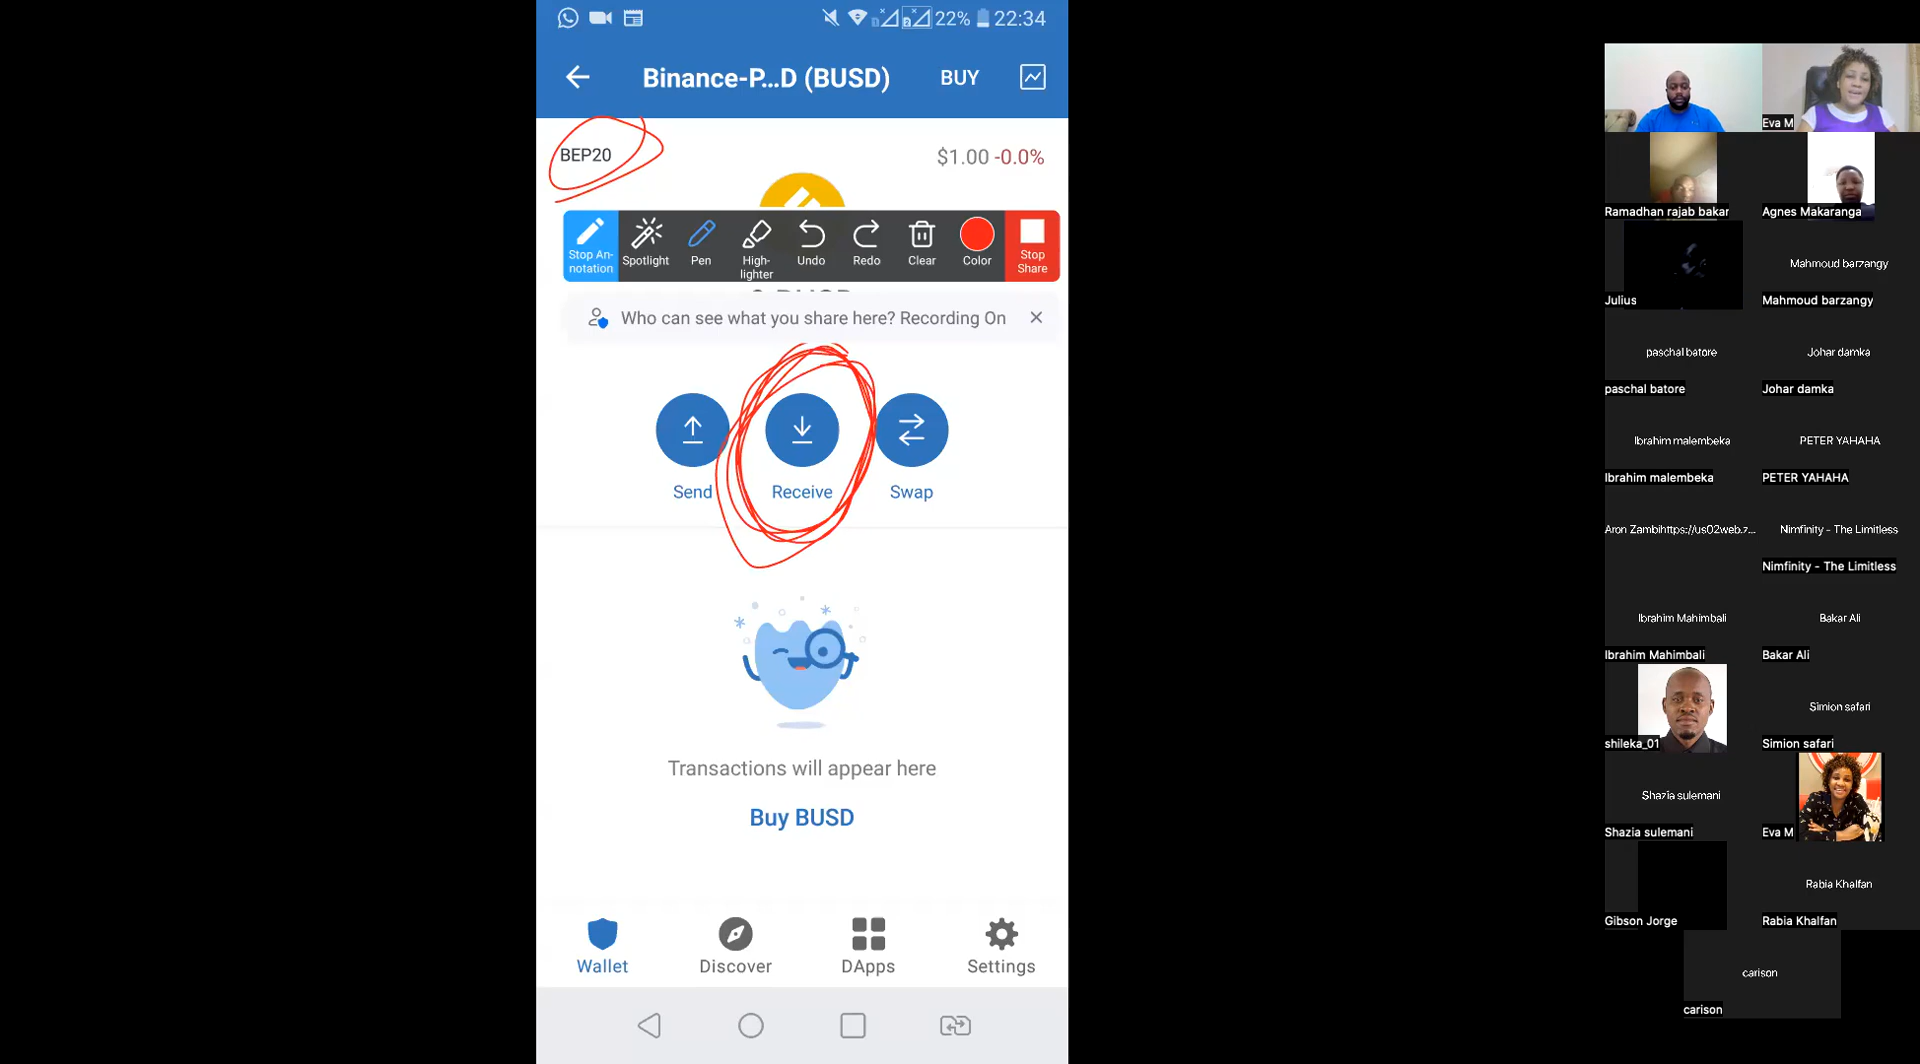 22% 22:34
Binance-P...D (BUSD) BUY
BEP20
$1.00 -0.0%
Stop An-
notation
Spotlight
Pen
High-
lighter
Undo
Redo
Clear
Color
Stop
Share
Who can see what you share here? Recording On
Send
Receive
Swap
Transactions will appear here
Buy BUSD
Wallet
Discover
DApps
Settings
Eva M
Ramadhan rajab bakar
Agnes Makaranga
Mahmoud barzangy
Julius
Mahmoud barzangy
paschal batore
Johar damka
paschal batore
Johar damka
Ibrahim malembeka
PETER YAHAHA
Ibrahim malembeka
PETER YAHAHA
Aron Zambihttps://us02web.z...
Nimfinity - The Limitless
Nimfinity - The Limitless
Ibrahim Mahimbali
Bakar Ali
Ibrahim Mahimbali
Bakar Ali
Simion safari
shileka_01
Simion safari
Shazia sulemani
Shazia sulemani
Eva M
Rabia Khalfan
Gibson Jorge
Rabia Khalfan
carison
carison